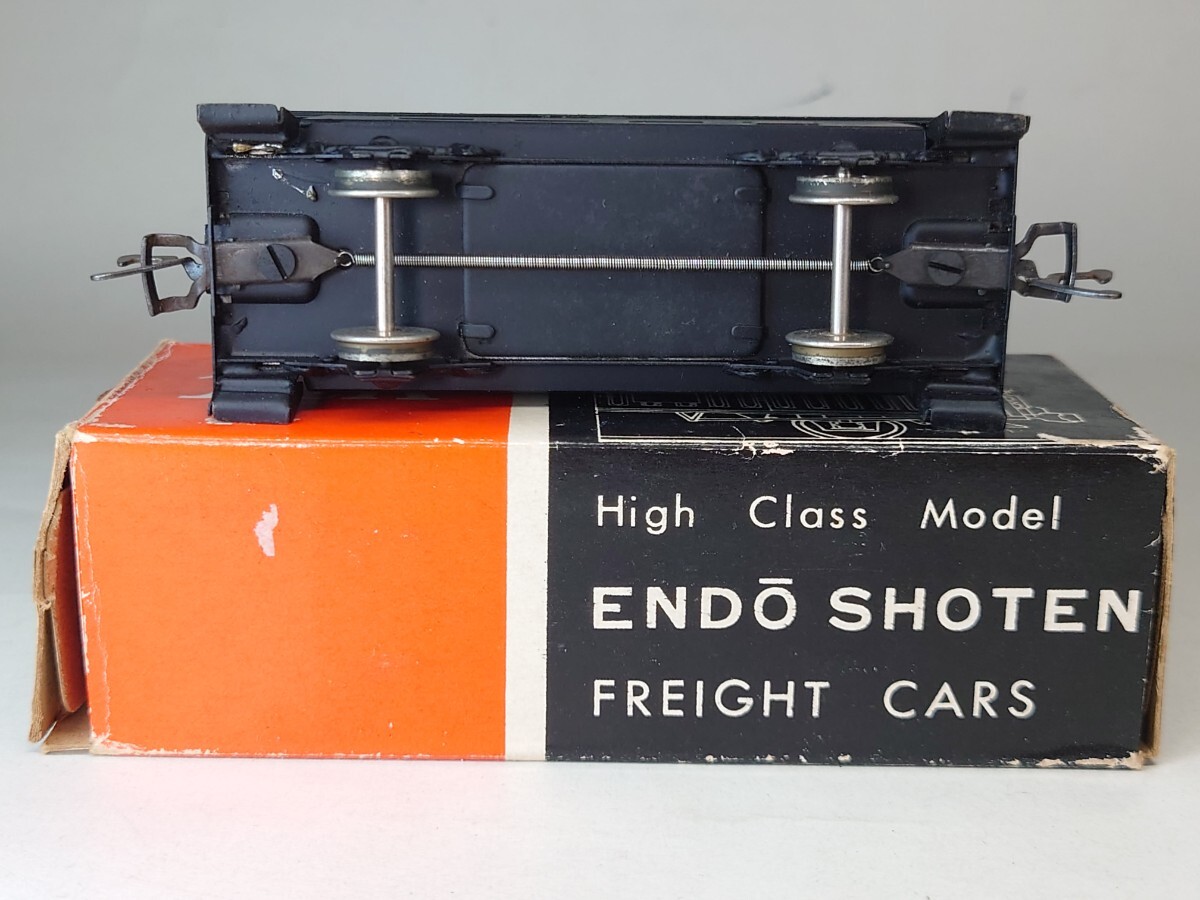 High Class Model
ENDŌ SHOTEN
FREIGHT CARS